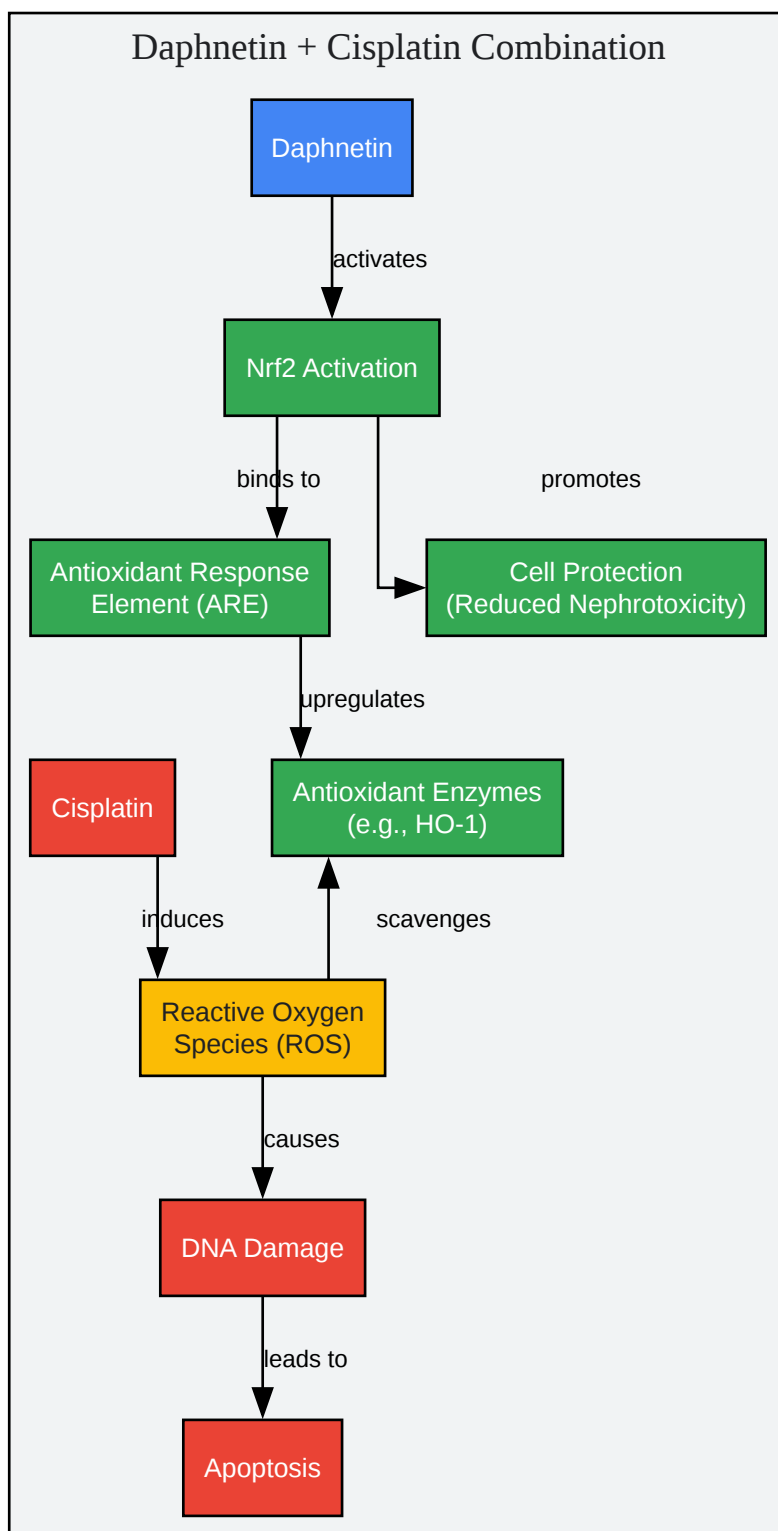 Daphnetin + Cisplatin Combination
Daphnetin
activates
Nrf2 Activation
binds to
promotes
Antioxidant Response
Element (ARE)
Cell Protection
(Reduced Nephrotoxicity)
upregulates
Cisplatin
Antioxidant Enzymes
(e.g., HO-1)
induces
scavenges
Reactive Oxygen
Species (ROS)
causes
DNA Damage
leads to
Apoptosis